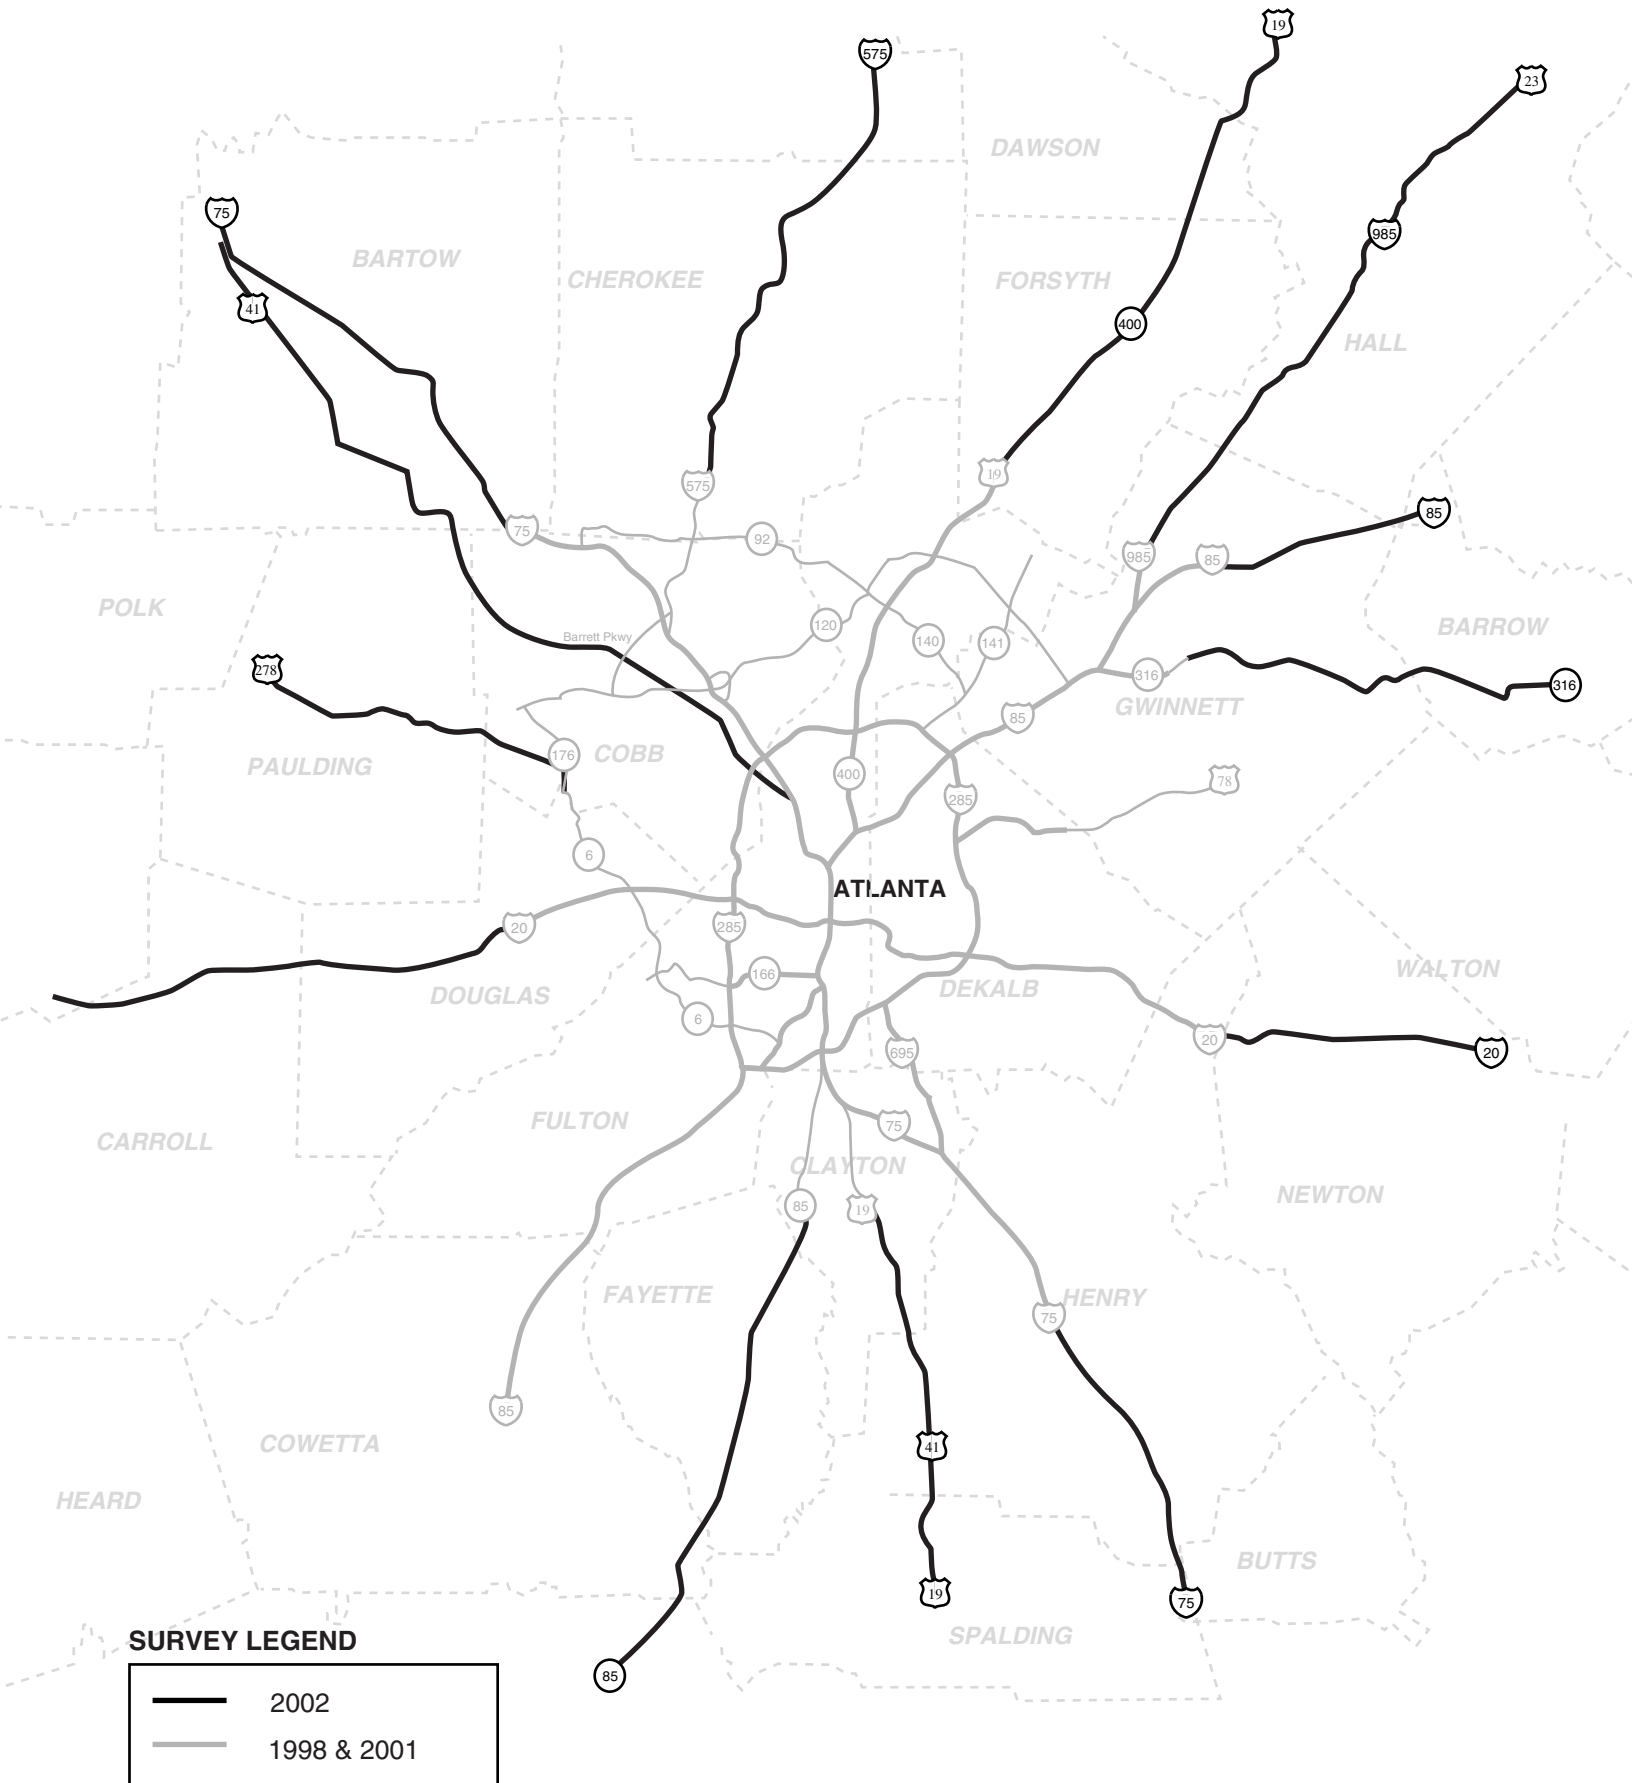 19
575
23
DAWSON
75
985
BARTOW
CHEROKEE
FORSYTH
41
400
HALL
19
575
85
75
92
985
85
POLK
120
BARROW
Barrett Pkwy
140
141
278
316
316
GWINNETT
85
176
COBB
PAULDING
400
78
285
6
ATLANTA
20
285
166
WALTON
DOUGLAS
DEKALB
6
20
695
20
FULTON
75
CARROLL
CLAYTON
NEWTON
85
19
FAYETTE
HENRY
75
85
COWETTA
41
HEARD
BUTTS
19
75
SPALDING
SURVEY LEGEND
85
2002
1998 & 2001